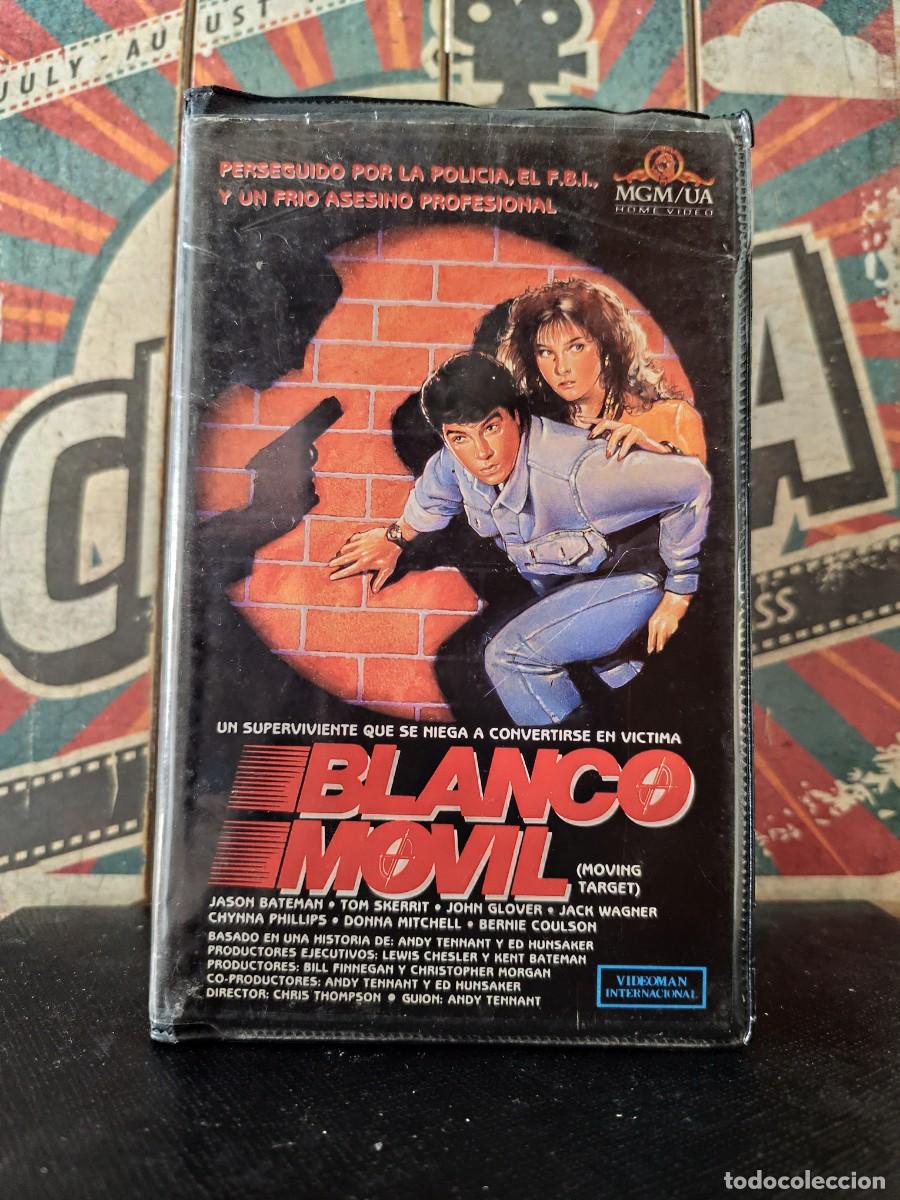 JULY - AUGUST
PERSEGUIDO POR LA POLICIA, EL F.B.I.,
Y UN FRIO ASESINO PROFESIONAL
MGM/UA
HOME VIDEO
UN SUPERVIVIENTE QUE SE NIEGA A CONVERTIRSE EN VICTIMA
BLANCO
MOVIL
(MOVING
TARGET)
JASON BATEMAN • TOM SKERRIT • JOHN GLOVER • JACK WAGNER
CHYNNA PHILLIPS • DONNA MITCHELL • BERNIE COULSON
BASADO EN UNA HISTORIA DE: ANDY TENNANT Y ED HUNSAKER
PRODUCTORES EJECUTIVOS: LEWIS CHESLER Y KENT BATEMAN
PRODUCTORES: BILL FINNEGAN Y CHRISTOPHER MORGAN
CO-PRODUCTORES: ANDY TENNANT Y ED HUNSAKER
DIRECTOR: CHRIS THOMPSON • GUION: ANDY TENNANT
VIDEOMAN
INTERNACIONAL
todocoleccion